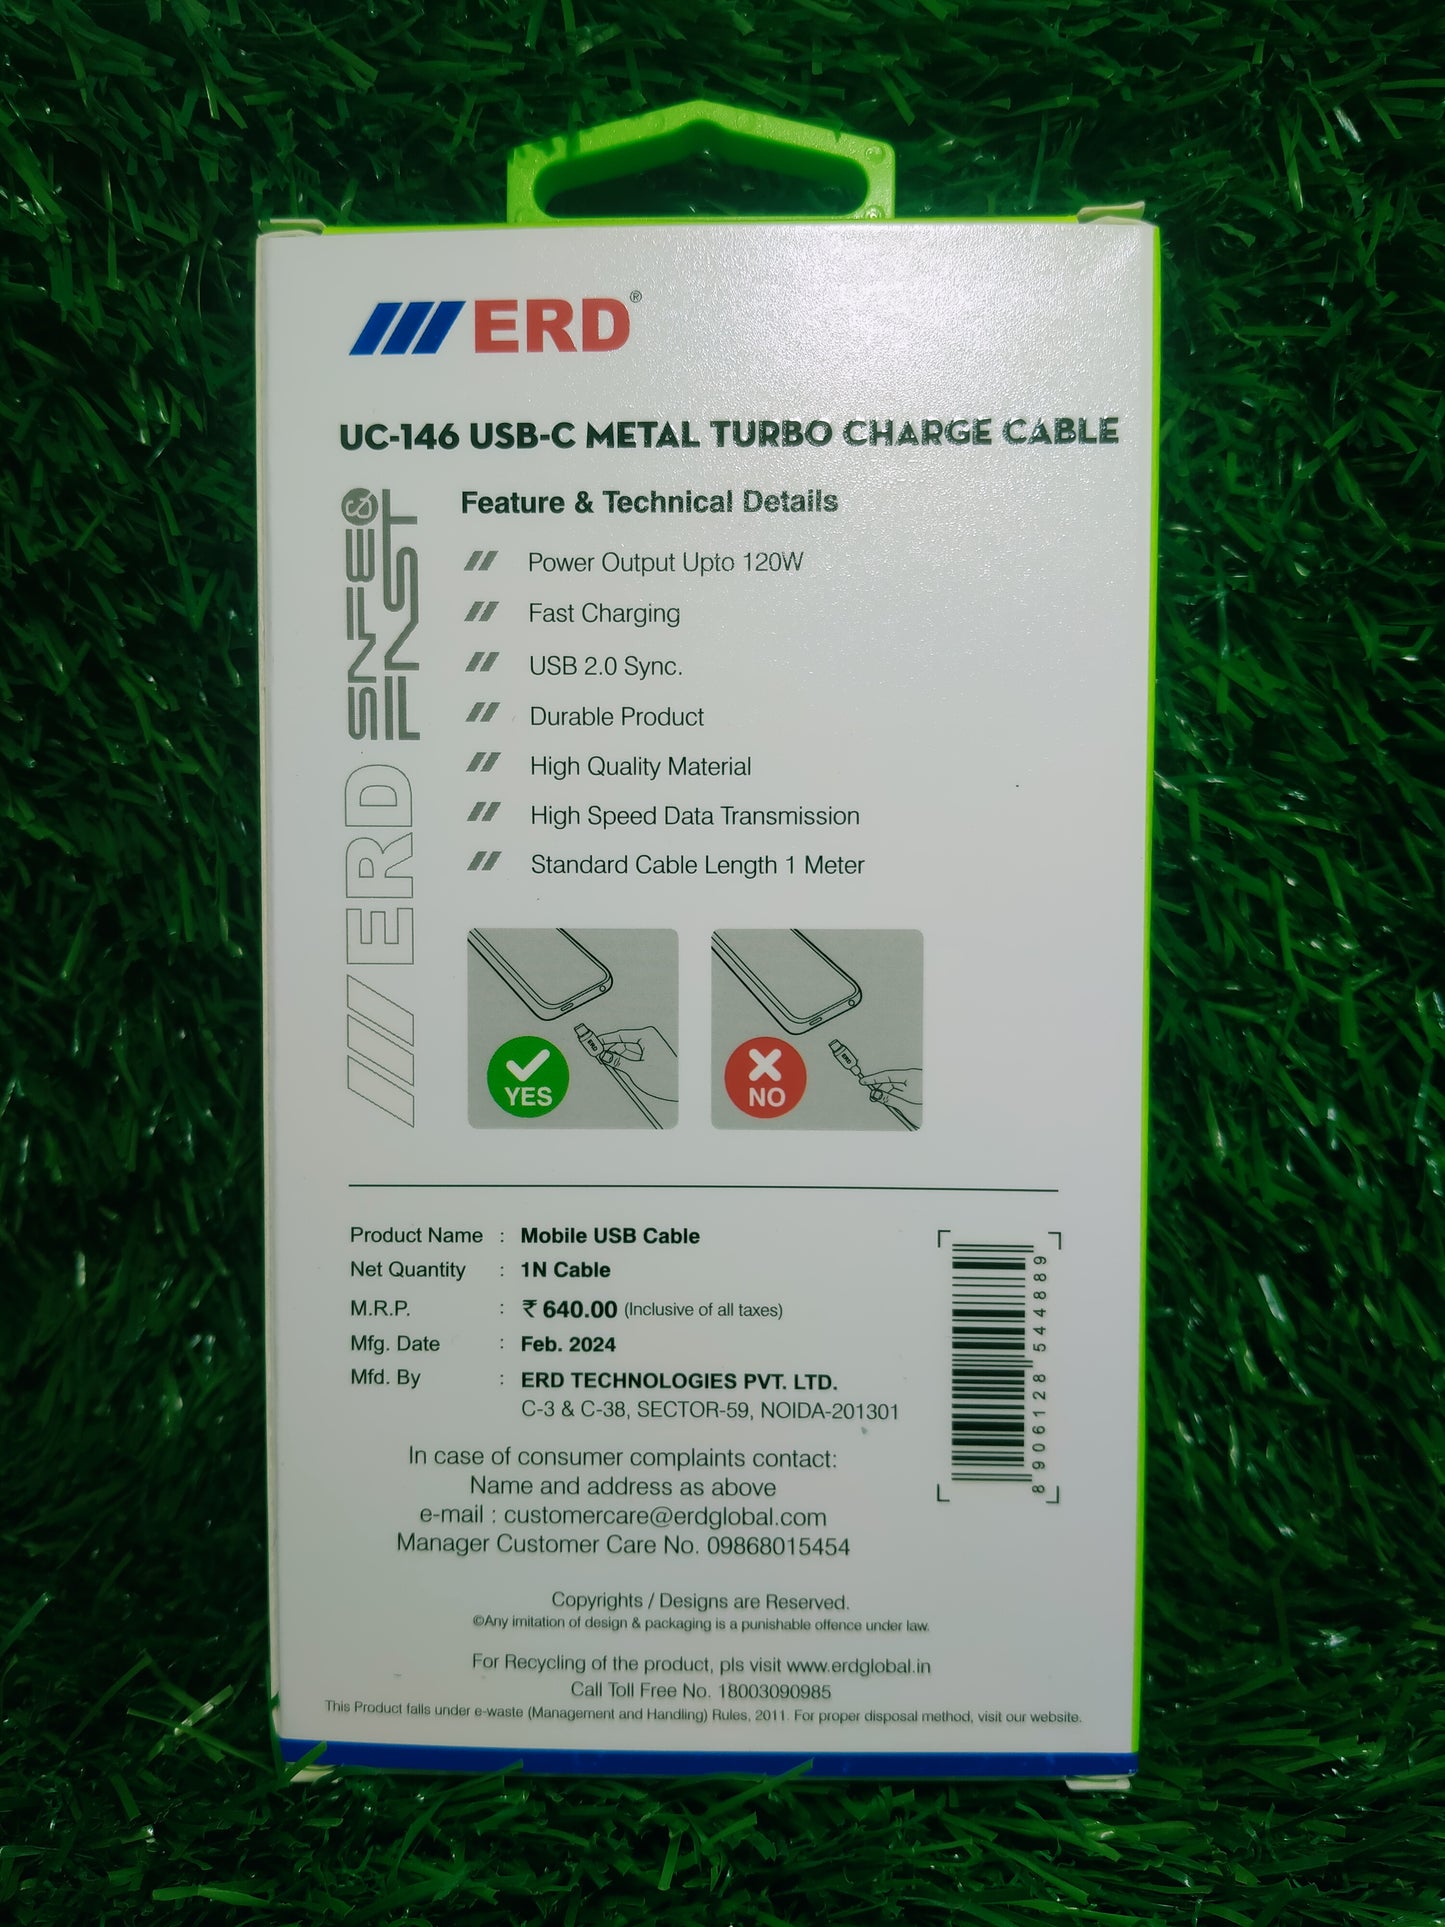 ERD®
UC-146 USB-C METAL TURBO CHARGE CABLE
ERD SAFE & FAST
Feature & Technical Details
Power Output Upto 120W
Fast Charging
USB 2.0 Sync.
Durable Product
High Quality Material
High Speed Data Transmission
Standard Cable Length 1 Meter
ERD
YES
ERD
NO
Product Name : Mobile USB Cable
Net Quantity : 1N Cable
M.R.P. : ₹ 640.00 (Inclusive of all taxes)
Mfg. Date : Feb. 2024
Mfd. By : ERD TECHNOLOGIES PVT. LTD.
C-3 & C-38, SECTOR-59, NOIDA-201301
8906128544889
In case of consumer complaints contact:
Name and address as above
e-mail : customercare@erdglobal.com
Manager Customer Care No. 09868015454
Copyrights / Designs are Reserved.
©Any imitation of design & packaging is a punishable offence under law.
For Recycling of the product, pls visit www.erdglobal.in
Call Toll Free No. 18003090985
This Product falls under e-waste (Management and Handling) Rules, 2011. For proper disposal method, visit our website.